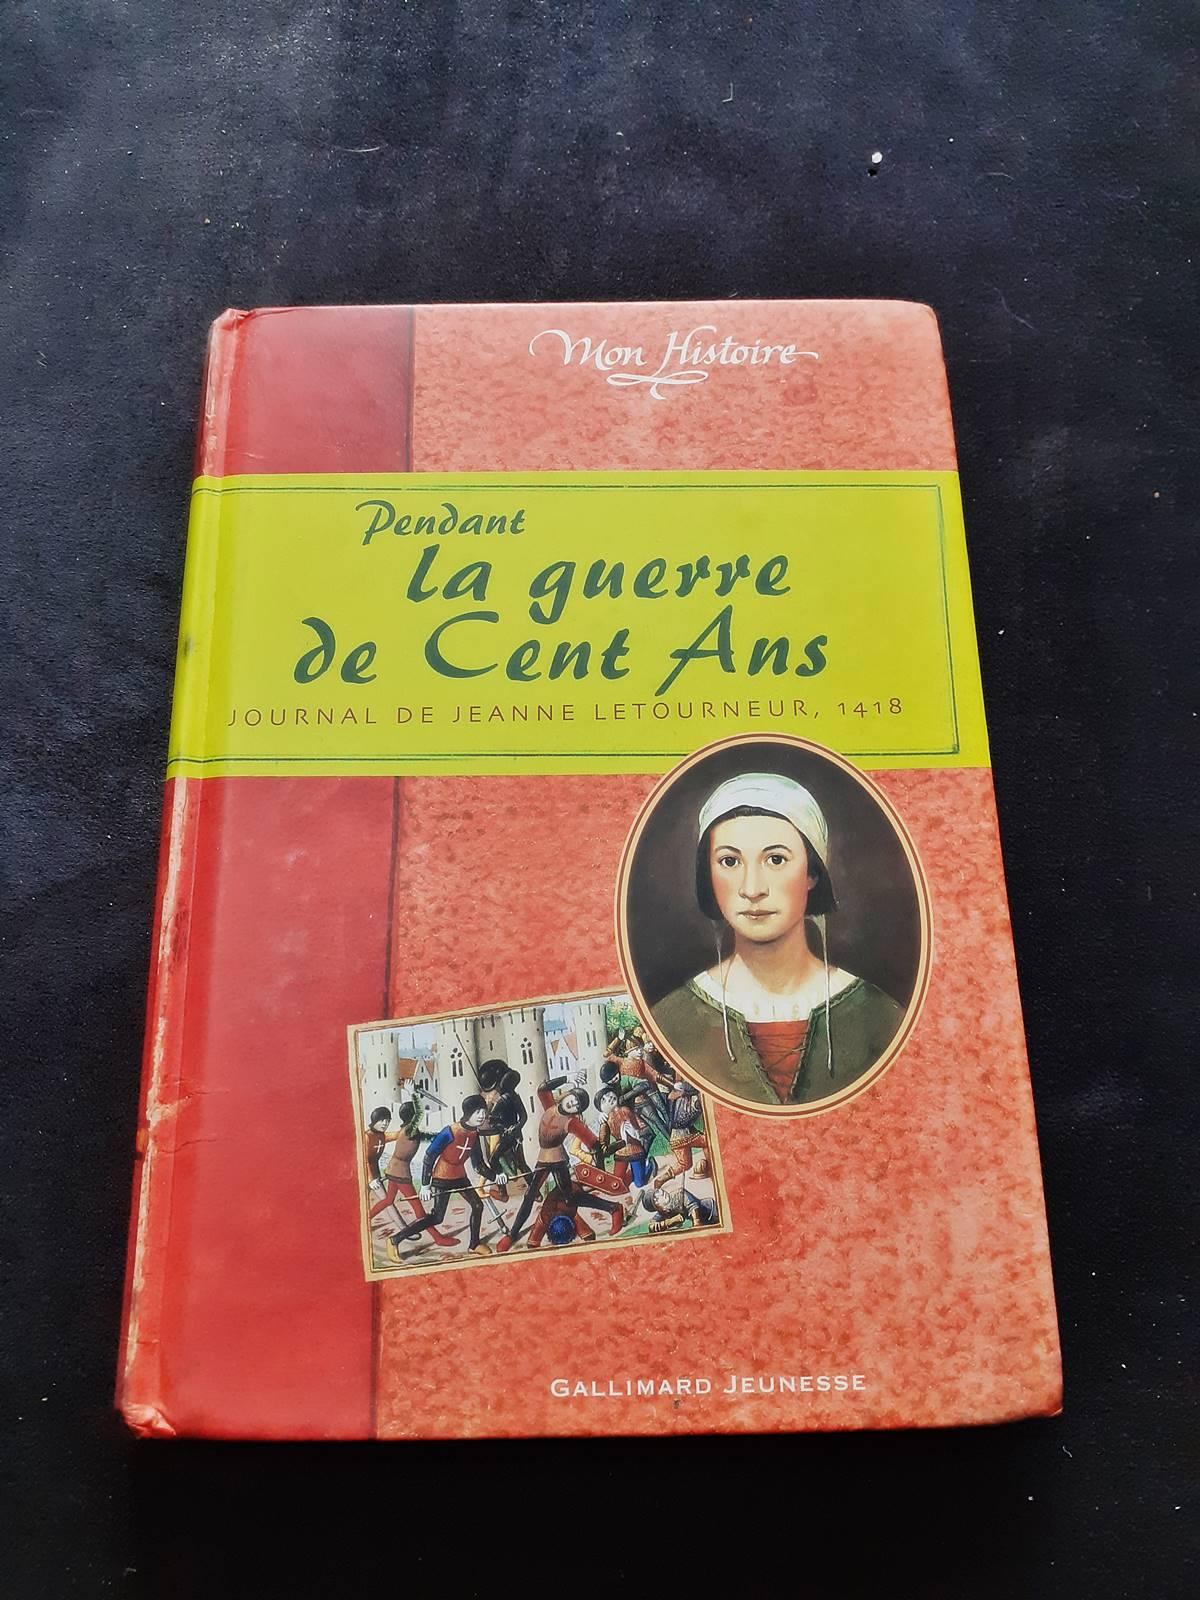 Mon Histoire
Pendant
la guerre
de Cent Ans
JOURNAL DE JEANNE LETOURNEUR, 1418
GALLIMARD JEUNESSE